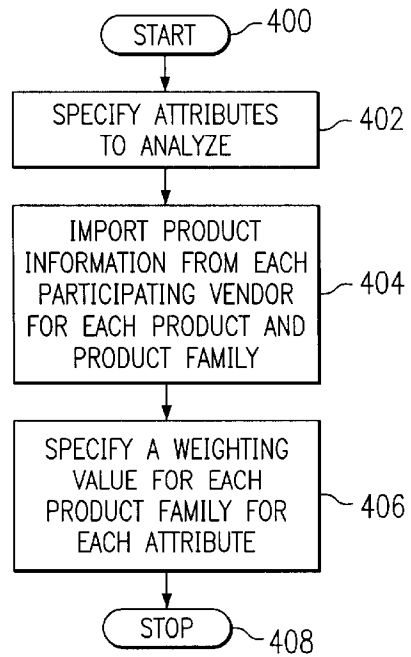 START
400
SPECIFY ATTRIBUTES
TO ANALYZE
402
IMPORT PRODUCT
INFORMATION FROM EACH
PARTICIPATING VENDOR
FOR EACH PRODUCT AND
PRODUCT FAMILY
404
SPECIFY A WEIGHTING
VALUE FOR EACH
PRODUCT FAMILY FOR
EACH ATTRIBUTE
406
STOP
408